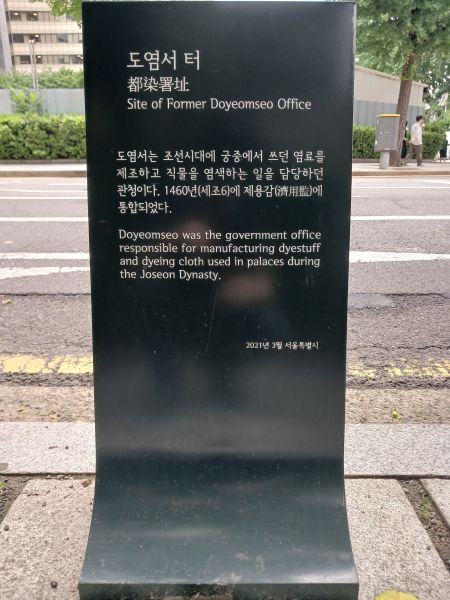 도염서 터
都染署址
Site of Former Doyeomseo Office
도염서는 조선시대에 궁중에서 쓰던 염료를
제조하고 직물을 염색하는 일을 담당하던
관청이다. 1460년(세조6)에 제용감(濟用監)에
통합되었다.
Doyeomseo was the government office
responsible for manufacturing dyestuff
and dyeing cloth used in palaces during
the Joseon Dynasty.
2021년 3월 서울특별시